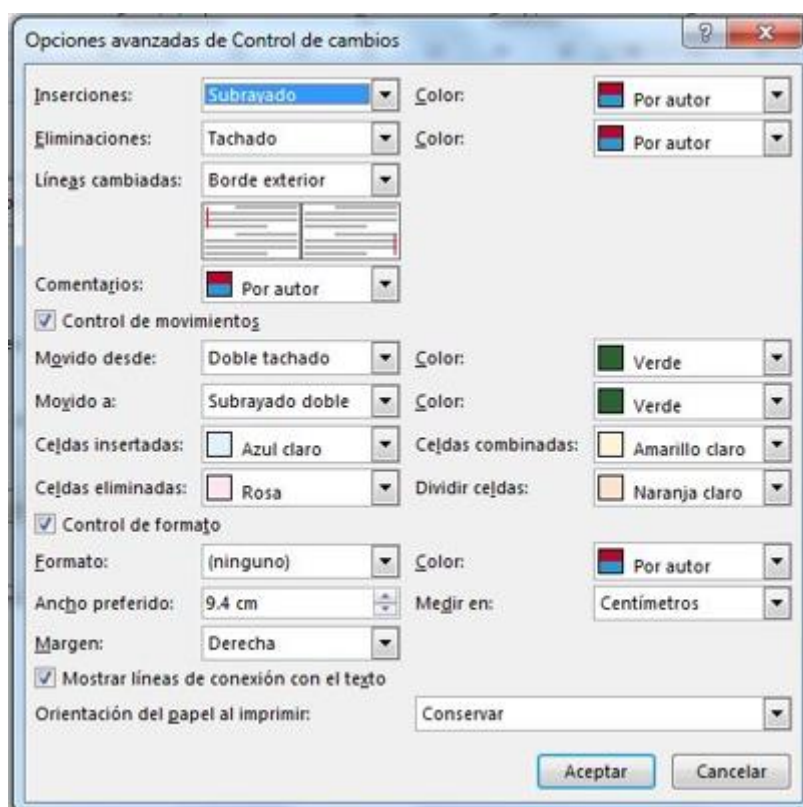 Opciones avanzadas de Control de cambios
Inserciones: Subrayado Color: Por autor
Eliminaciones: Tachado Color: Por autor
Líneas cambiadas: Borde exterior
Comentarios: Por autor
Control de movimientos
Movido desde: Doble tachado Color: Verde
Movido a: Subrayado doble Color: Verde
Celdas insertadas: Azul claro Celdas combinadas: Amarillo claro
Celdas eliminadas: Rosa Dividir celdas: Naranja claro
Control de formato
Formato: (ninguno) Color: Por autor
Ancho preferido: 9.4 cm Medir en: Centímetros
Margen: Derecha
Mostrar líneas de conexión con el texto
Orientación del papel al imprimir: Conservar
Aceptar Cancelar